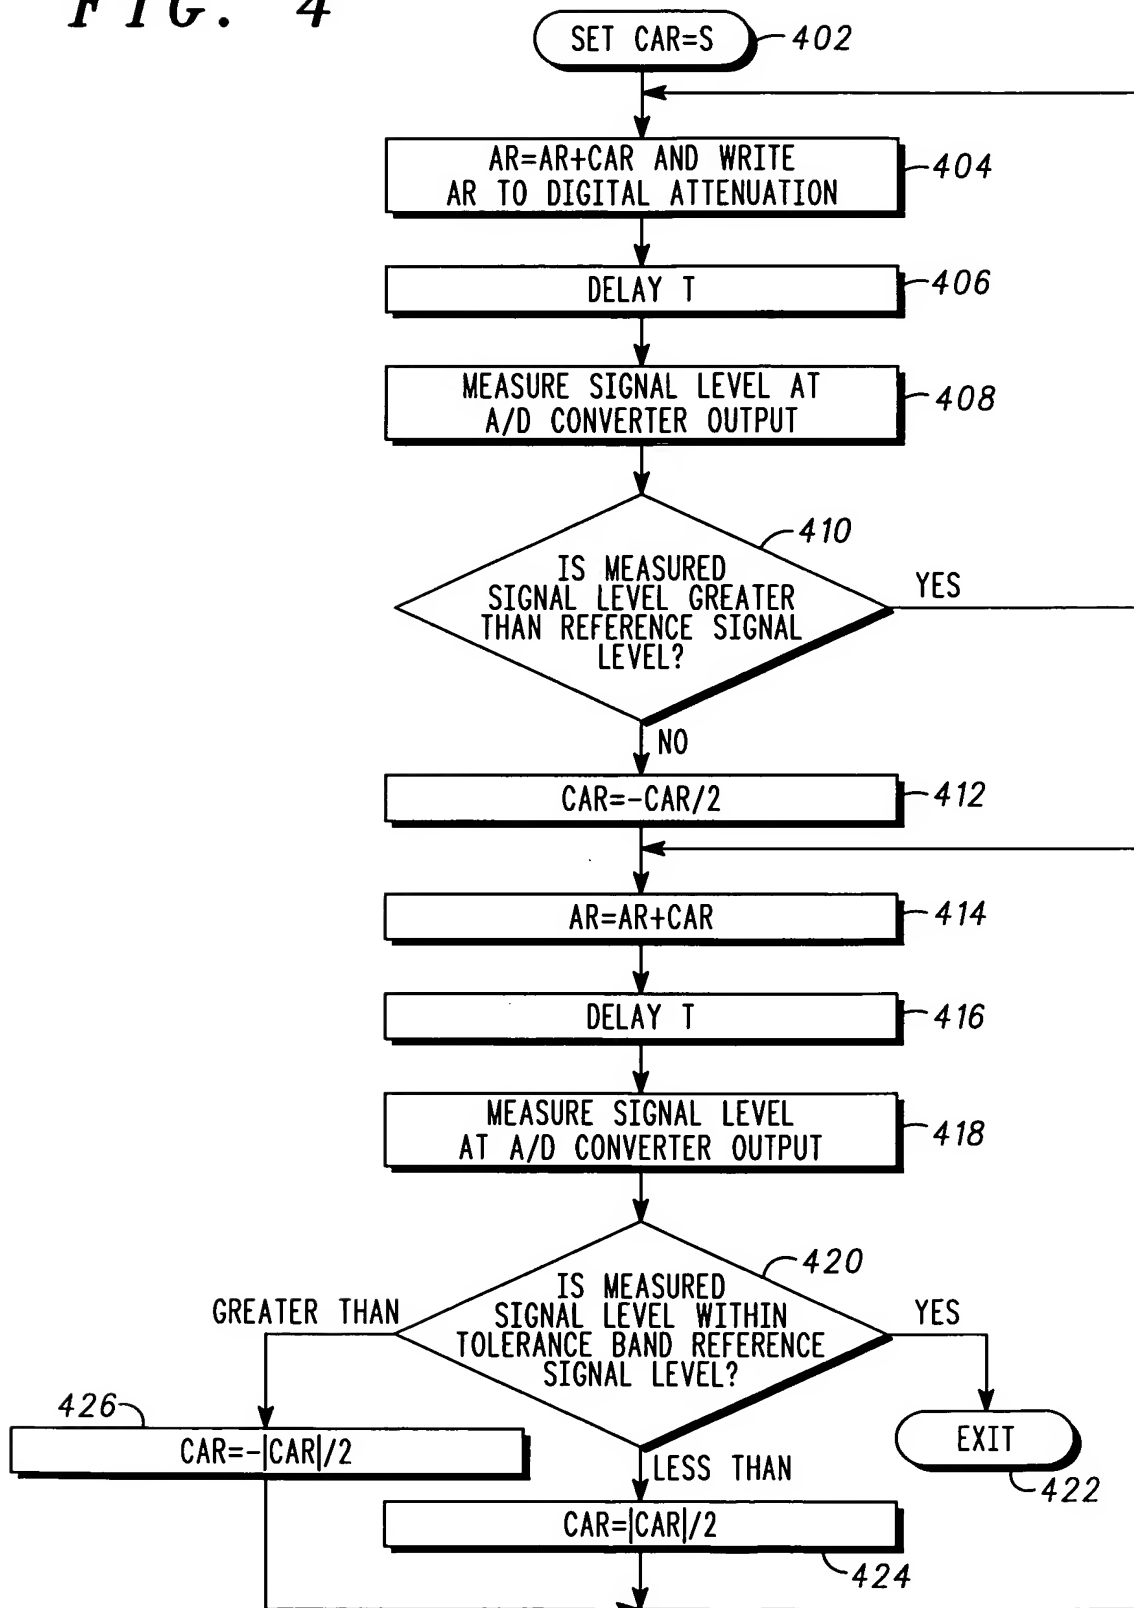 FIG. 4
SET CAR=S
402
AR=AR+CAR AND WRITE
AR TO DIGITAL ATTENUATION
404
DELAY T
406
MEASURE SIGNAL LEVEL AT
A/D CONVERTER OUTPUT
408
410
IS MEASURED
SIGNAL LEVEL GREATER
THAN REFERENCE SIGNAL
LEVEL?
YES
NO
CAR=-CAR/2
412
AR=AR+CAR
414
DELAY T
416
MEASURE SIGNAL LEVEL
AT A/D CONVERTER OUTPUT
418
420
IS MEASURED
SIGNAL LEVEL WITHIN
TOLERANCE BAND REFERENCE
SIGNAL LEVEL?
GREATER THAN
YES
426
CAR=-|CAR|/2
EXIT
422
LESS THAN
CAR=|CAR|/2
424